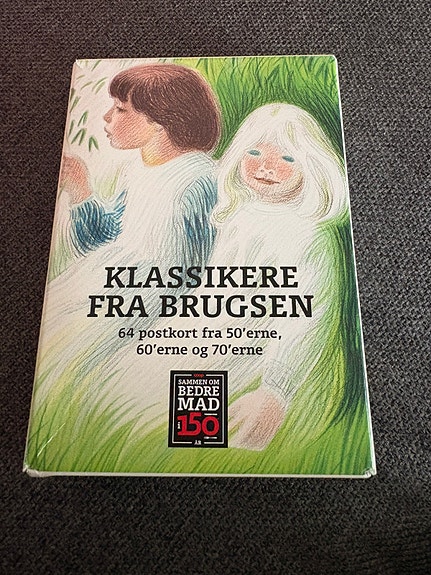 KLASSIKERE
FRA BRUGSEN
64 postkort fra 50'erne,
60'erne og 70'erne
coop
SAMMEN OM
BEDRE
MAD
i 150
ÅR